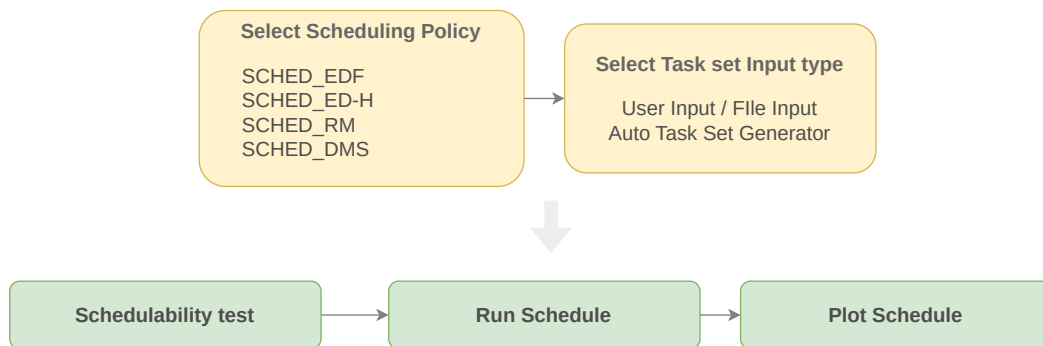 Select Scheduling Policy
SCHED_EDF
SCHED_ED-H
SCHED_RM
SCHED_DMS
Select Task set Input type
User Input / FIle Input
Auto Task Set Generator
Schedulability test
Run Schedule
Plot Schedule